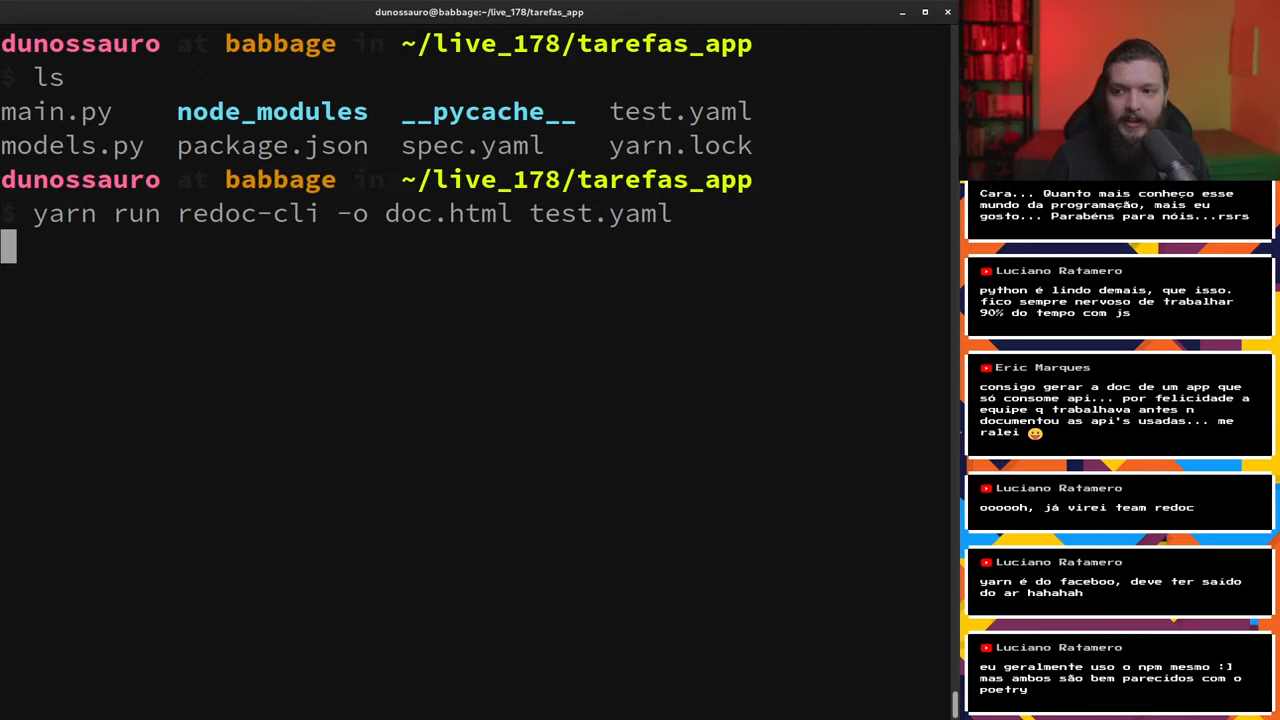 dunossauro@babbage:~/live_178/tarefas_app
dunossauro at babbage in ~/live_178/tarefas_app
$ ls
main.py node_modules __pycache__ test.yaml
models.py package.json spec.yaml yarn.lock
dunossauro at babbage in ~/live_178/tarefas_app
$ yarn run redoc-cli -o doc.html test.yaml
Cara... Quanto mais conheço esse
mundo da programação, mais eu
gosto... Parabéns para nóis...rsrs
Luciano Ratamero
python é lindo demais, que isso.
fico sempre nervoso de trabalhar
90% do tempo com js
Eric Marques
consigo gerar a doc de um app que
só consome api... por felicidade a
equipe q trabalhava antes n
documentou as api's usadas... me
ralei 😛
Luciano Ratamero
oooooh, já virei team redoc
Luciano Ratamero
yarn é do faceboo, deve ter saído
do ar hahahah
Luciano Ratamero
eu geralmente uso o npm mesmo :]
mas ambos são bem parecidos com o
poetry